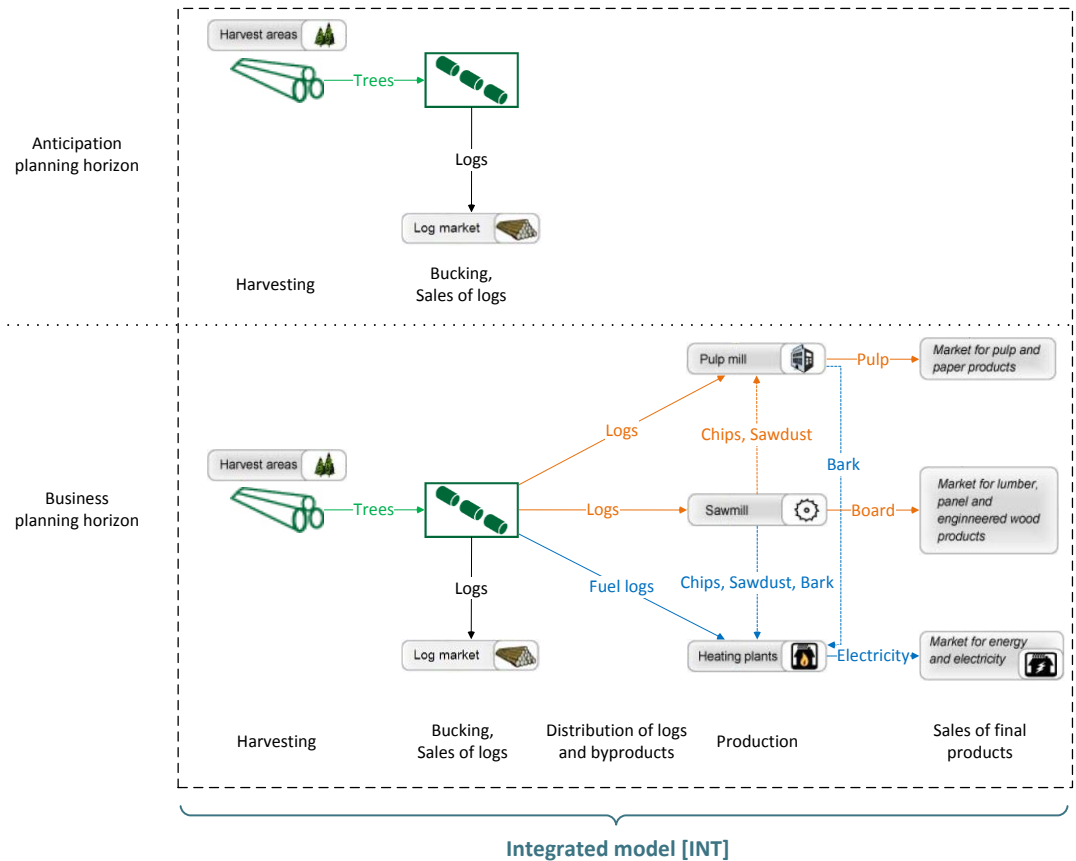 Harvest areas
Trees
Logs
Anticipation
planning horizon
Log market
Harvesting
Bucking,
Sales of logs
Pulp mill
Pulp
Market for pulp and
paper products
Logs
Chips, Sawdust
Bark
Harvest areas
Business
planning horizon
Trees
Logs
Sawmill
Board
Market for lumber,
panel and
enginneered wood
products
Logs
Fuel logs
Chips, Sawdust, Bark
Log market
Heating plants
Electricity
Market for energy
and electricity
Harvesting
Bucking,
Sales of logs
Distribution of logs
and byproducts
Production
Sales of final
products
Integrated model [INT]